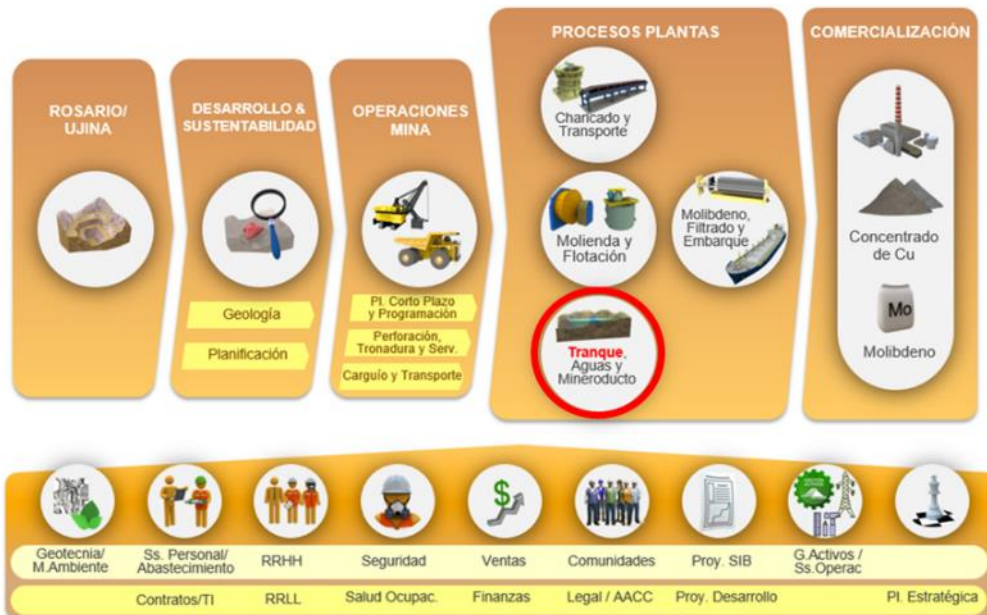 ROSARIO/
UJINA
DESARROLLO &
SUSTENTABILIDAD
Geología
Planificación
OPERACIONES
MINA
Pl. Corto Plazo
y Programación
Perforación,
Tronadura y Serv.
Carguío y Transporte
PROCESOS PLANTAS
Chancado y
Transporte
Molienda y
Flotación
Molibdeno,
Filtrado y
Embarque
Tranque,
Aguas y
Mineroducto
COMERCIALIZACIÓN
Concentrado
de Cu
Mo
Molibdeno
Geotecnia/
M.Ambiente
Ss. Personal/
Abastecimiento
RRHH
Seguridad
$
Ventas
Comunidades
Proy. SIB
G.Activos /
Ss.Operac
Contratos/TI
RRLL
Salud Ocupac.
Finanzas
Legal / AACC
Proy. Desarrollo
Pl. Estratégica